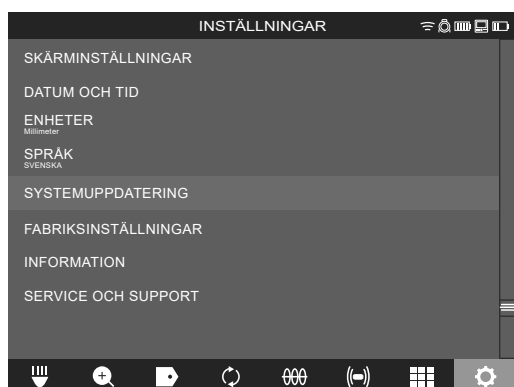 INSTÄLLNINGAR
SKÄRMINSTÄLLNINGAR
DATUM OCH TID
ENHETER
Millimeter
SPRÅK
SVENSKA
SYSTEMUPPDATERING
FABRIKSINSTÄLLNINGAR
INFORMATION
SERVICE OCH SUPPORT